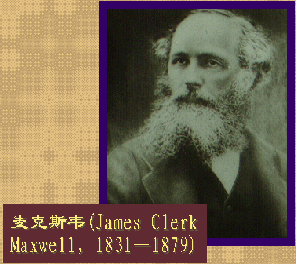 麦克斯韦(James Clerk
Maxwell, 1831—1879)